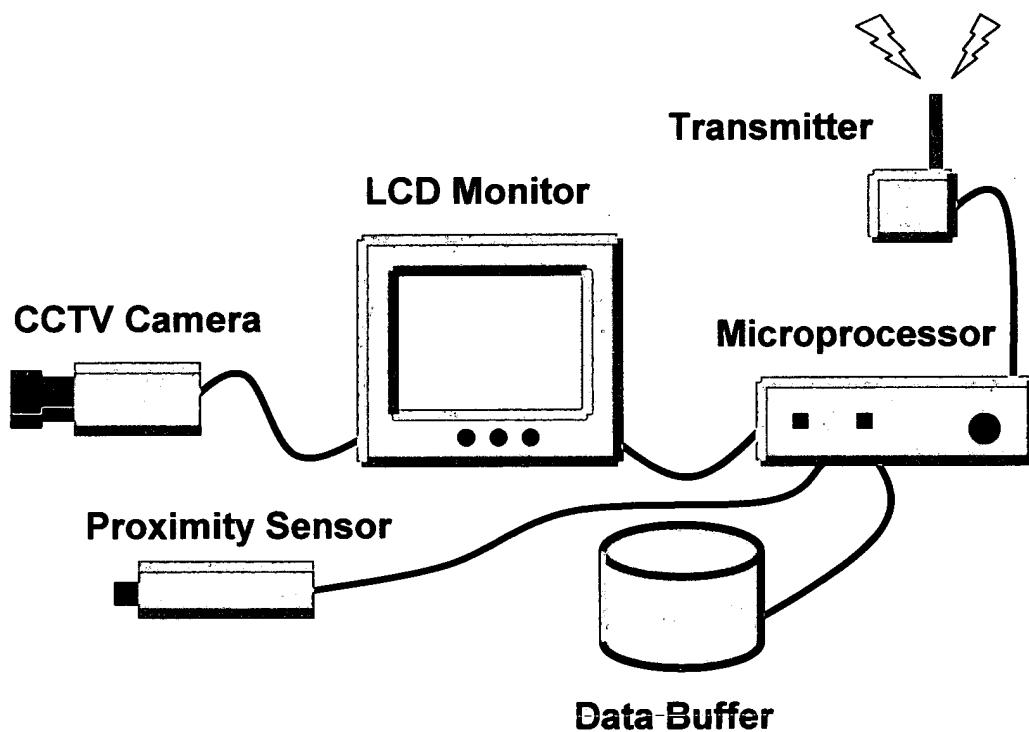 Transmitter
LCD Monitor
CCTV Camera
Microprocessor
Proximity Sensor
Data Buffer